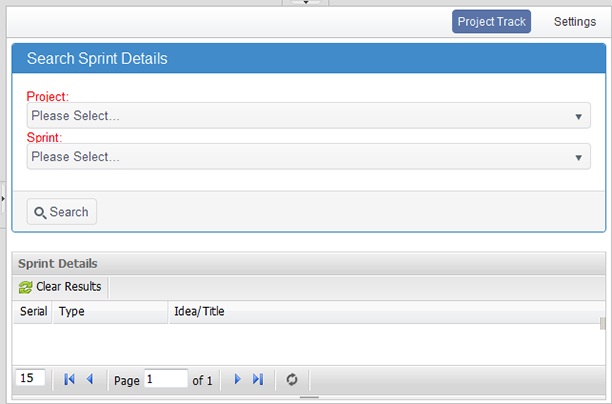 Project Track Settings
Search Sprint Details
Project:
Please Select...
Sprint:
Please Select...
Search
Sprint Details
Clear Results
Serial Type Idea/Title
15 Page 1 of 1